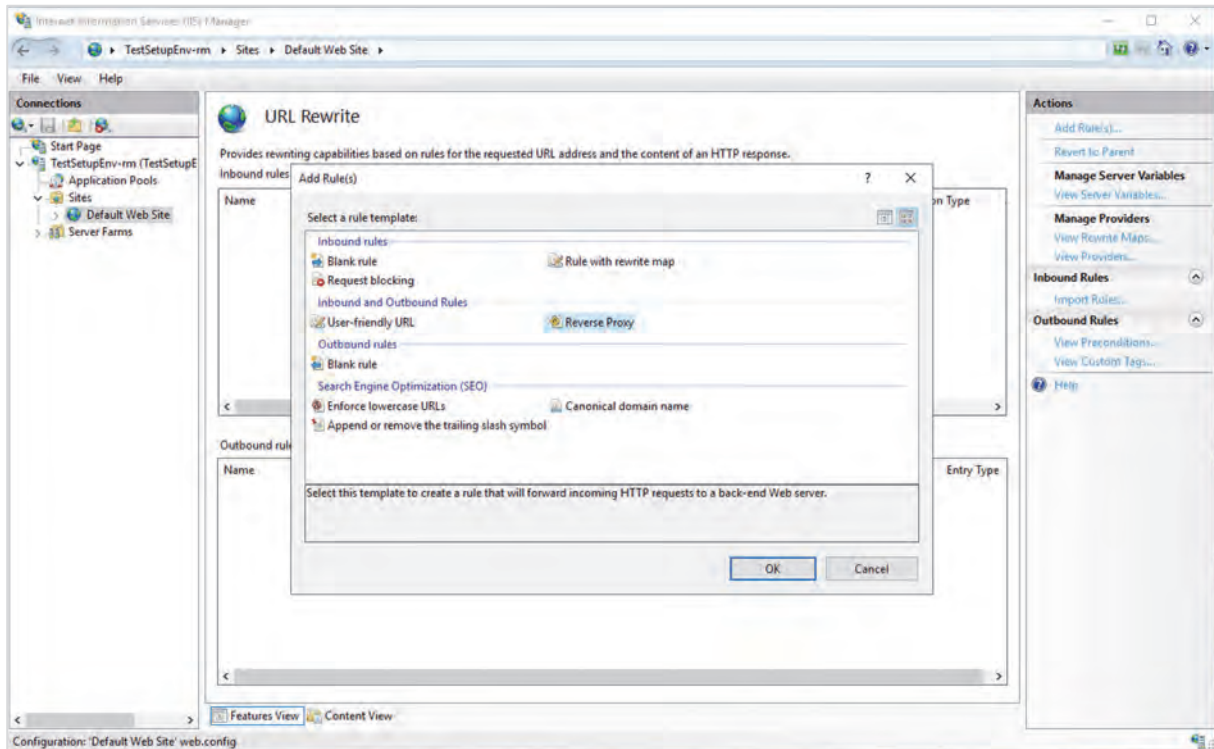 Internet Information Services (IIS) Manager
TestSetupEnv-rm Sites Default Web Site
File View Help
Connections
Start Page
TestSetupEnv-rm (TestSetupE
Application Pools
Sites
Default Web Site
Server Farms
URL Rewrite
Provides rewriting capabilities based on rules for the requested URL address and the content of an HTTP response.
Inbound rules
Name
on Type
Add Rule(s)
? X
Select a rule template:
Inbound rules
Blank rule Rule with rewrite map
Request blocking
Inbound and Outbound Rules
User-friendly URL Reverse Proxy
Outbound rules
Blank rule
Search Engine Optimization (SEO)
Enforce lowercase URLs Canonical domain name
Append or remove the trailing slash symbol
Select this template to create a rule that will forward incoming HTTP requests to a back-end Web server.
OK Cancel
Outbound rule
Name Entry Type
Features View Content View
Actions
Add Rule(s)...
Revert to Parent
Manage Server Variables
View Server Variables...
Manage Providers
View Rewrite Maps...
View Providers...
Inbound Rules
Import Rules...
Outbound Rules
View Preconditions...
View Custom Tags...
Help
Configuration: 'Default Web Site' web.config